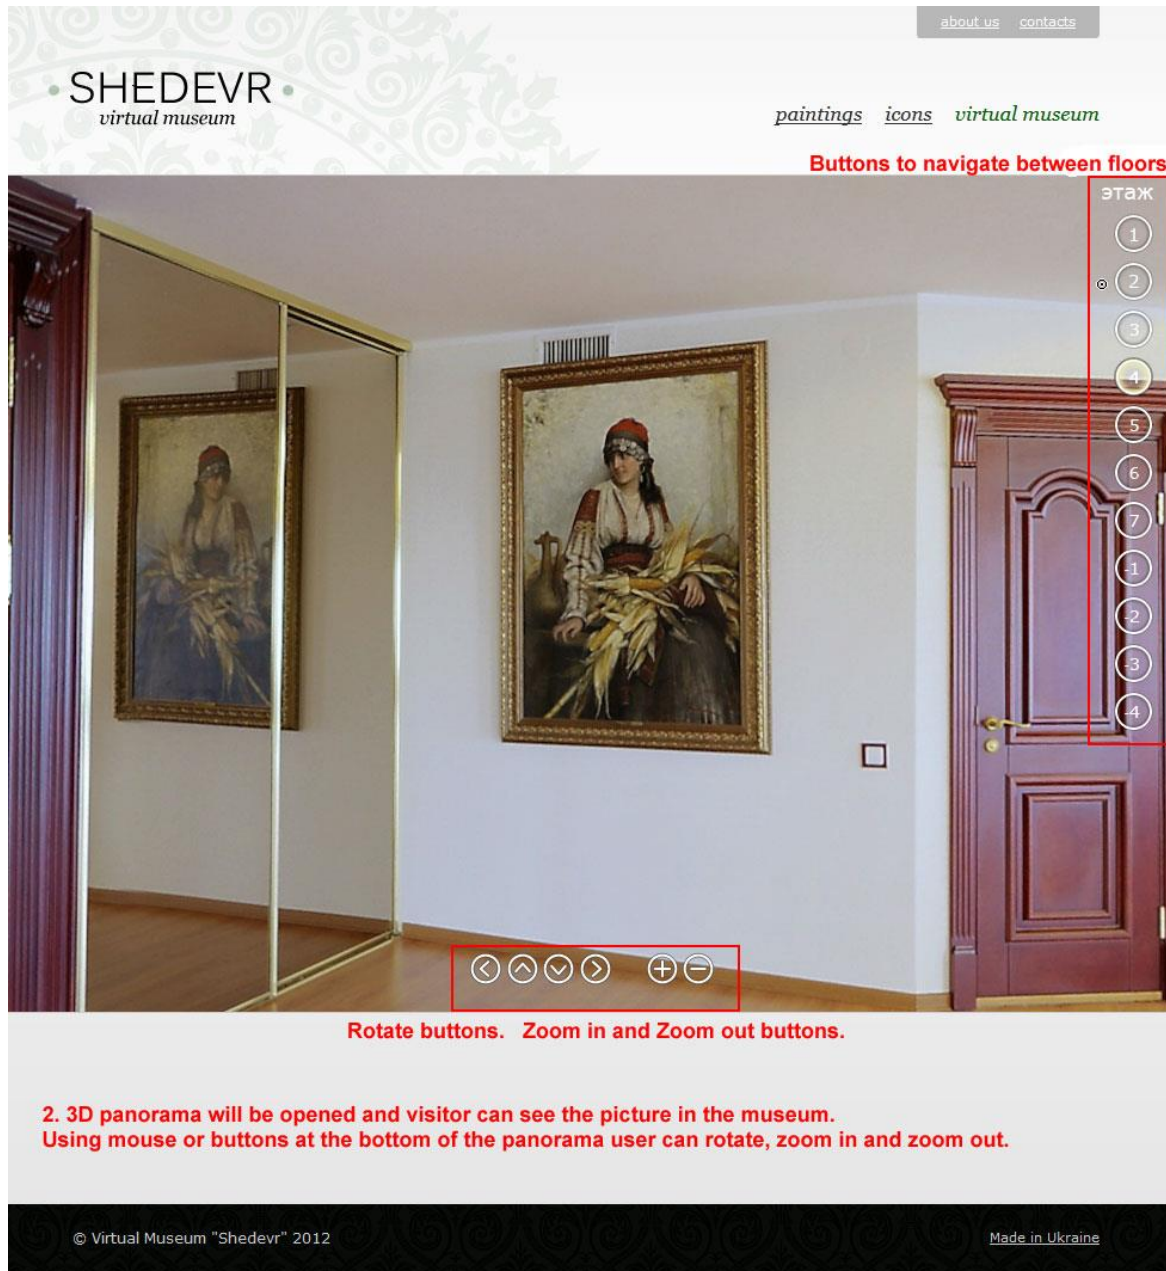 about us contacts
• SHEDEVR •
virtual museum
paintings icons virtual museum
Buttons to navigate between floors
этаж
1
2
3
4
5
6
7
-1
-2
-3
-4
Rotate buttons. Zoom in and Zoom out buttons.
2. 3D panorama will be opened and visitor can see the picture in the museum.
Using mouse or buttons at the bottom of the panorama user can rotate, zoom in and zoom out.
© Virtual Museum "Shedevr" 2012 Made in Ukraine